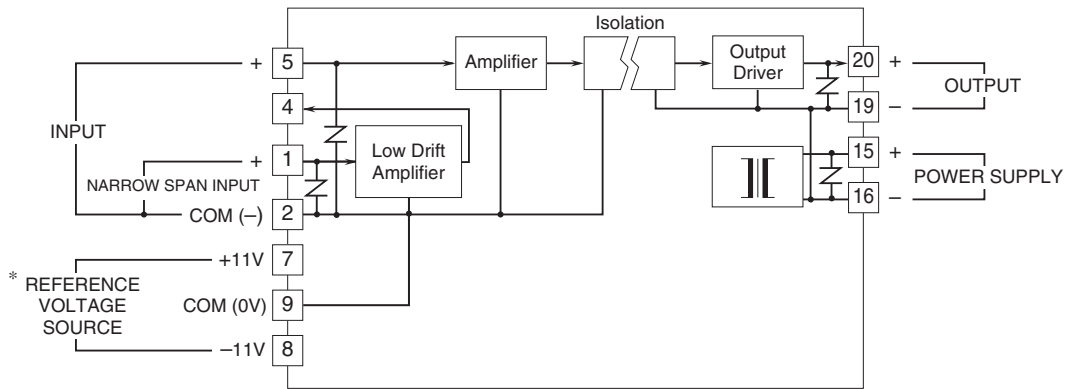 Isolation
+ 5
Amplifier
Output
Driver
20 +
4
19 –
OUTPUT
INPUT
+ 1
Low Drift
Amplifier
15 +
NARROW SPAN INPUT
POWER SUPPLY
COM (–) 2
16 –
+11V 7
* REFERENCE
VOLTAGE
SOURCE
COM (0V) 9
–11V 8